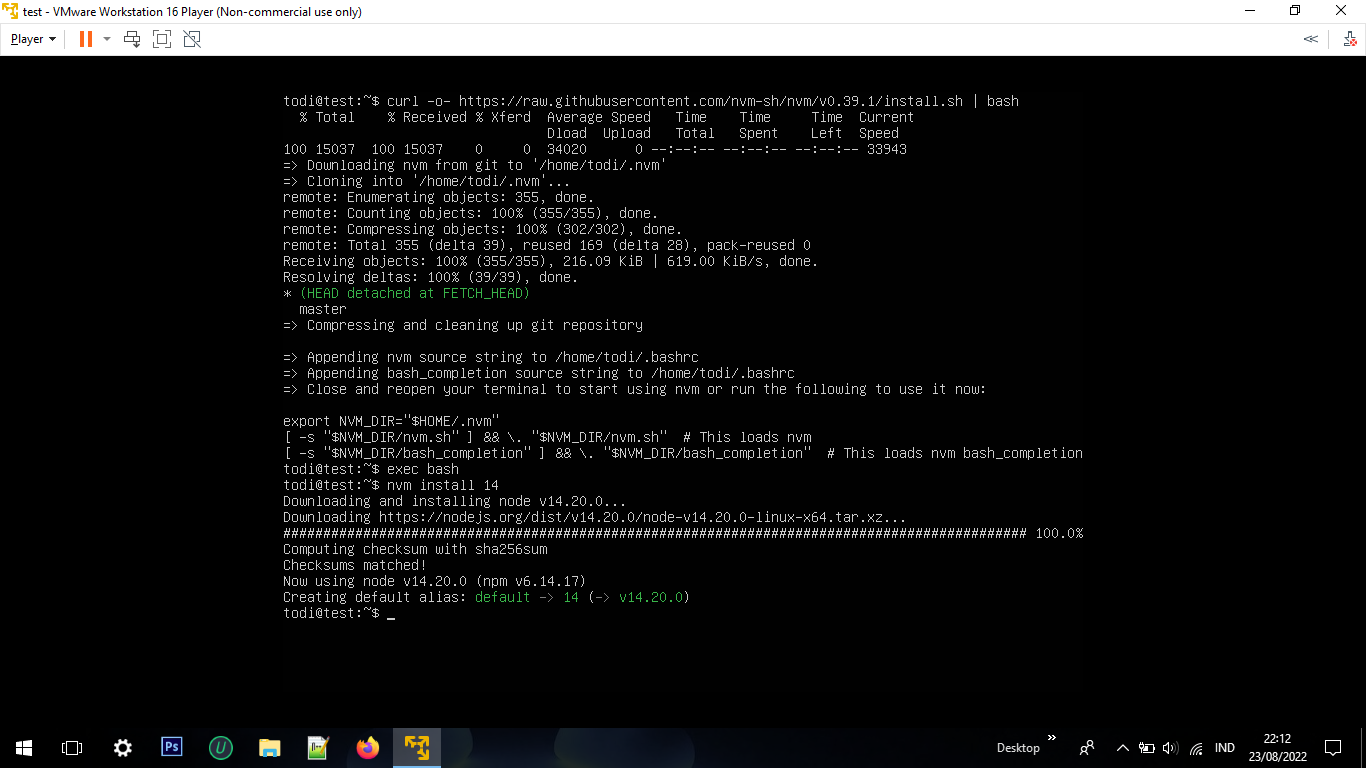 test - VMware Workstation 16 Player (Non-commercial use only)
Player
todi@test:~$ curl -o- https://raw.githubusercontent.com/nvm-sh/nvm/v0.39.1/install.sh | bash
  % Total    % Received % Xferd  Average Speed   Time    Time     Time  Current
                                 Dload  Upload   Total   Spent    Left  Speed
100 15037  100 15037    0     0  34020      0 --:--:-- --:--:-- --:--:-- 33943
=> Downloading nvm from git to '/home/todi/.nvm'
=> Cloning into '/home/todi/.nvm'...
remote: Enumerating objects: 355, done.
remote: Counting objects: 100% (355/355), done.
remote: Compressing objects: 100% (302/302), done.
remote: Total 355 (delta 39), reused 169 (delta 28), pack-reused 0
Receiving objects: 100% (355/355), 216.09 KiB | 619.00 KiB/s, done.
Resolving deltas: 100% (39/39), done.
* (HEAD detached at FETCH_HEAD)
  master
=> Compressing and cleaning up git repository

=> Appending nvm source string to /home/todi/.bashrc
=> Appending bash_completion source string to /home/todi/.bashrc
=> Close and reopen your terminal to start using nvm or run the following to use it now:

export NVM_DIR="$HOME/.nvm"
[ -s "$NVM_DIR/nvm.sh" ] && \. "$NVM_DIR/nvm.sh"  # This loads nvm
[ -s "$NVM_DIR/bash_completion" ] && \. "$NVM_DIR/bash_completion"  # This loads nvm bash_completion
todi@test:~$ exec bash
todi@test:~$ nvm install 14
Downloading and installing node v14.20.0...
Downloading https://nodejs.org/dist/v14.20.0/node-v14.20.0-linux-x64.tar.xz...
############################################################################################# 100.0%
Computing checksum with sha256sum
Checksums matched!
Now using node v14.20.0 (npm v6.14.17)
Creating default alias: default -> 14 (-> v14.20.0)
todi@test:~$ _
Ps
Desktop
IND
22:12
23/08/2022